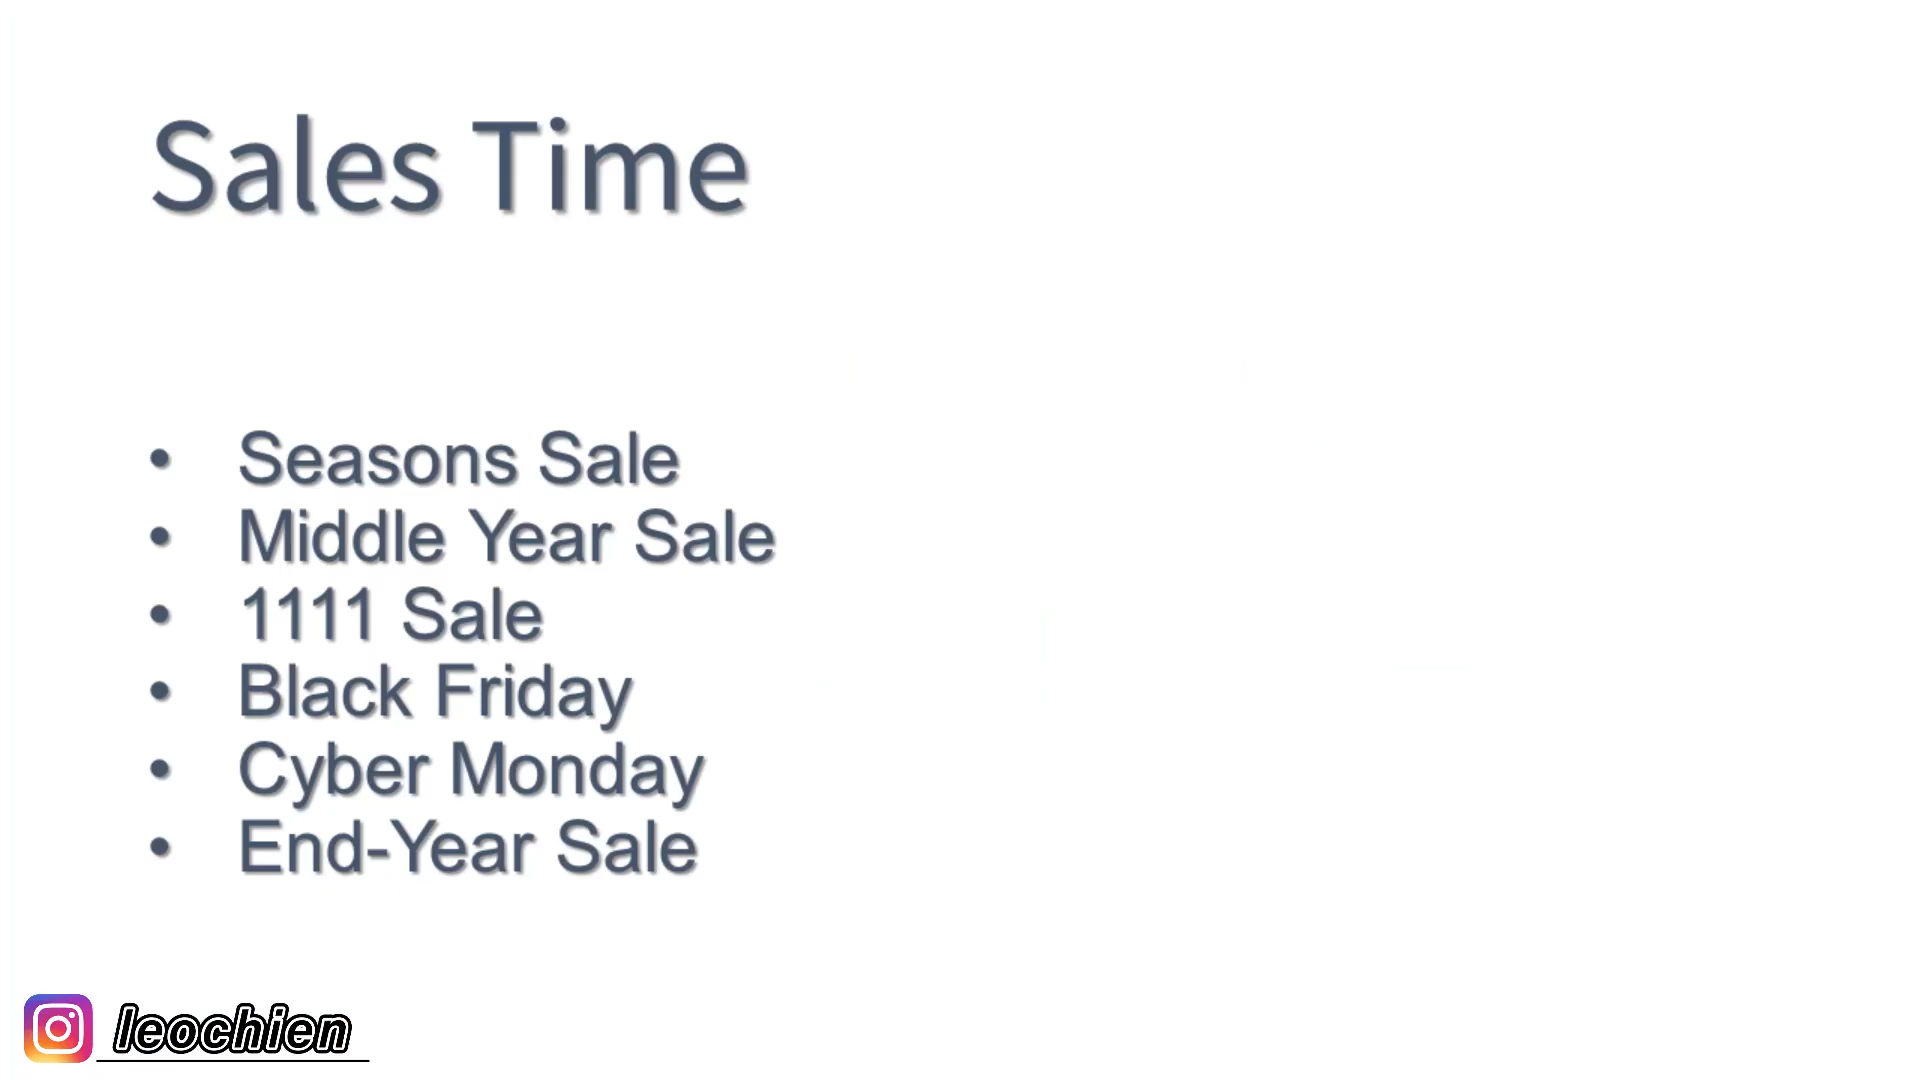 Sales Time
• Seasons Sale
• Middle Year Sale
• 1111 Sale
• Black Friday
• Cyber Monday
• End-Year Sale
leochien